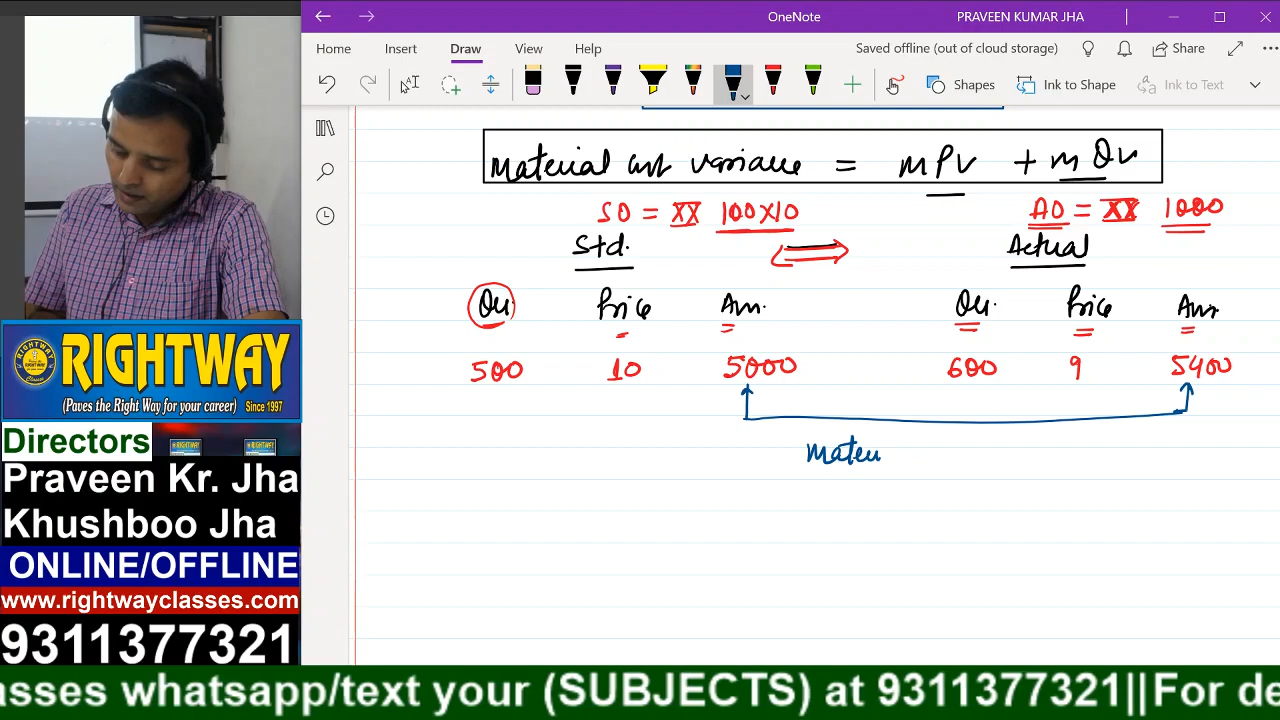 OneNote
PRAVEEN KUMAR JHA
Home Insert Draw View Help
Saved offline (out of cloud storage)
Share
Shapes
Ink to Shape
Ink to Text
Material cost variance = MPV + MQV
SO = XX 100×10
AO = XX 1000
Std.
Actual
Qu. Price Am. Qu. Price Am.
500 10 5000 600 9 5400
Mater
RIGHTWAY
(Paves the Right Way for your career) Since 1997
Directors
Praveen Kr. Jha
Khushboo Jha
ONLINE/OFFLINE
www.rightwayclasses.com
9311377321
lasses whatsapp/text your (SUBJECTS) at 9311377321||For de